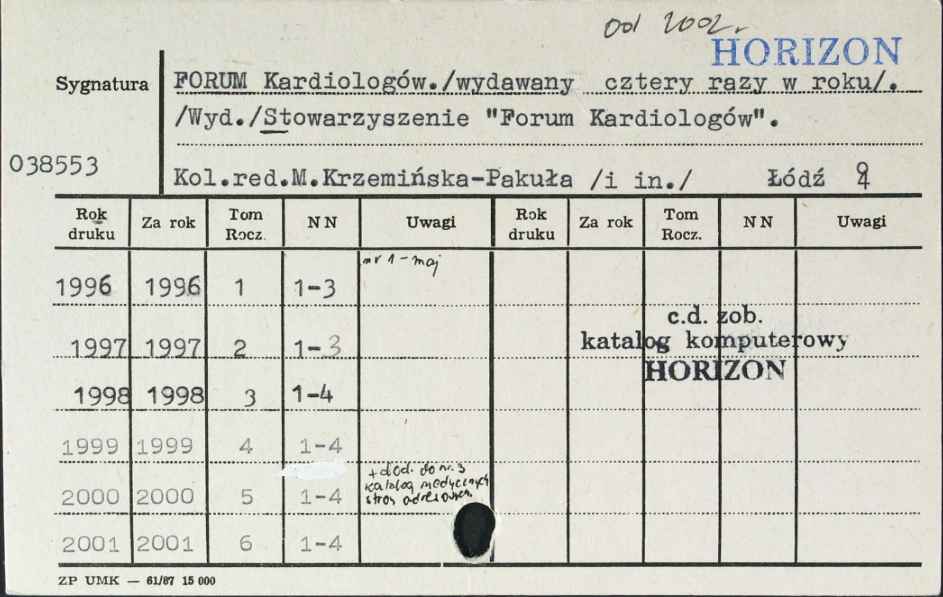 od 2002r.
HORIZON
Sygnatura
FORUM Kardiologów./wydawany cztery razy w roku/.
/Wyd./Stowarzyszenie "Forum Kardiologów".
038553
Kol.red.M.Krzemińska-Pakuła /i in./ Łódź
Rok druku Za rok Tom Rocz. NN Uwagi Rok druku Za rok Tom Rocz. NN Uwagi
1996 1996 1 1-3 nr 1 - maj
1997 1997 2 1-3
1998 1998 3 1-4
1999 1999 4 1-4
2000 2000 5 1-4 + dod. do nr. 3 katalog medycznych stron adresowych
2001 2001 6 1-4
c.d. zob.
katalog komputerowy
HORIZON
ZP UMK — 61/87 15 000